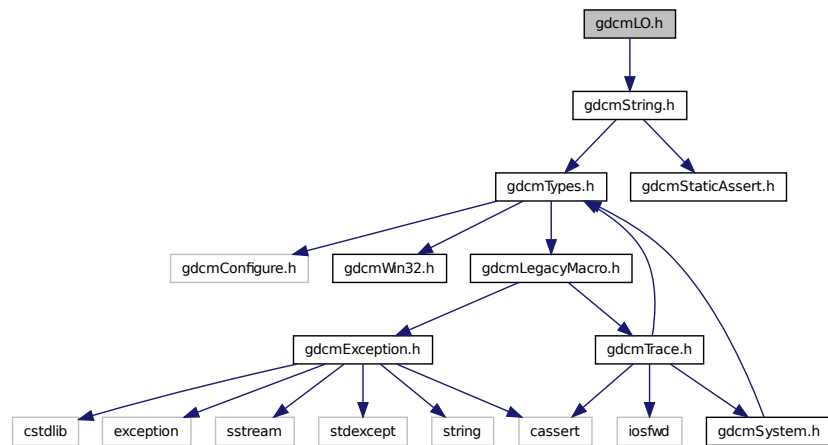 gdcmLO.h
gdcmString.h
gdcmTypes.h
gdcmStaticAssert.h
gdcmConfigure.h
gdcmWin32.h
gdcmLegacyMacro.h
gdcmException.h
gdcmTrace.h
cstdlib
exception
sstream
stdexcept
string
cassert
iosfwd
gdcmSystem.h